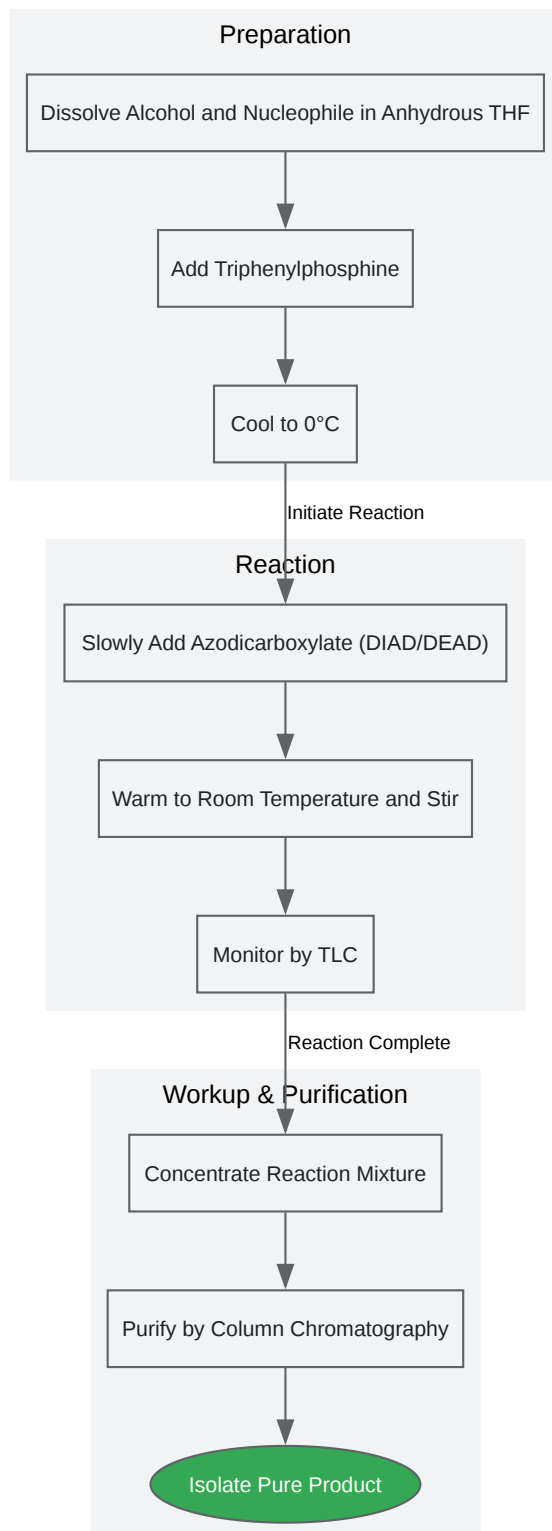 Preparation
Dissolve Alcohol and Nucleophile in Anhydrous THF
Add Triphenylphosphine
Cool to 0°C
Initiate Reaction
Reaction
Slowly Add Azodicarboxylate (DIAD/DEAD)
Warm to Room Temperature and Stir
Monitor by TLC
Reaction Complete
Workup & Purification
Concentrate Reaction Mixture
Purify by Column Chromatography
Isolate Pure Product